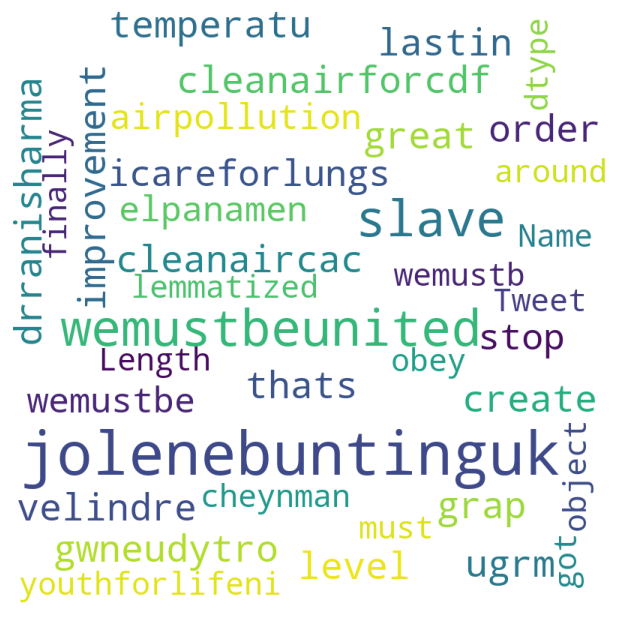 temperatu
lastin
dtype
cleanairforcdf
airpollution
great
order
drranisharma
finally
improvement
icareforlungs
around
elpanamen
slave
Name
cleanaircac
wemustb
lemmatized
Tweet
wemustbeunited
stop
Length
obey
thats
wemustbe
create
jolenebuntinguk
object
velindre
cheynman
grap
must
gwneudytro
level
ugrm
got
youthforlifeni